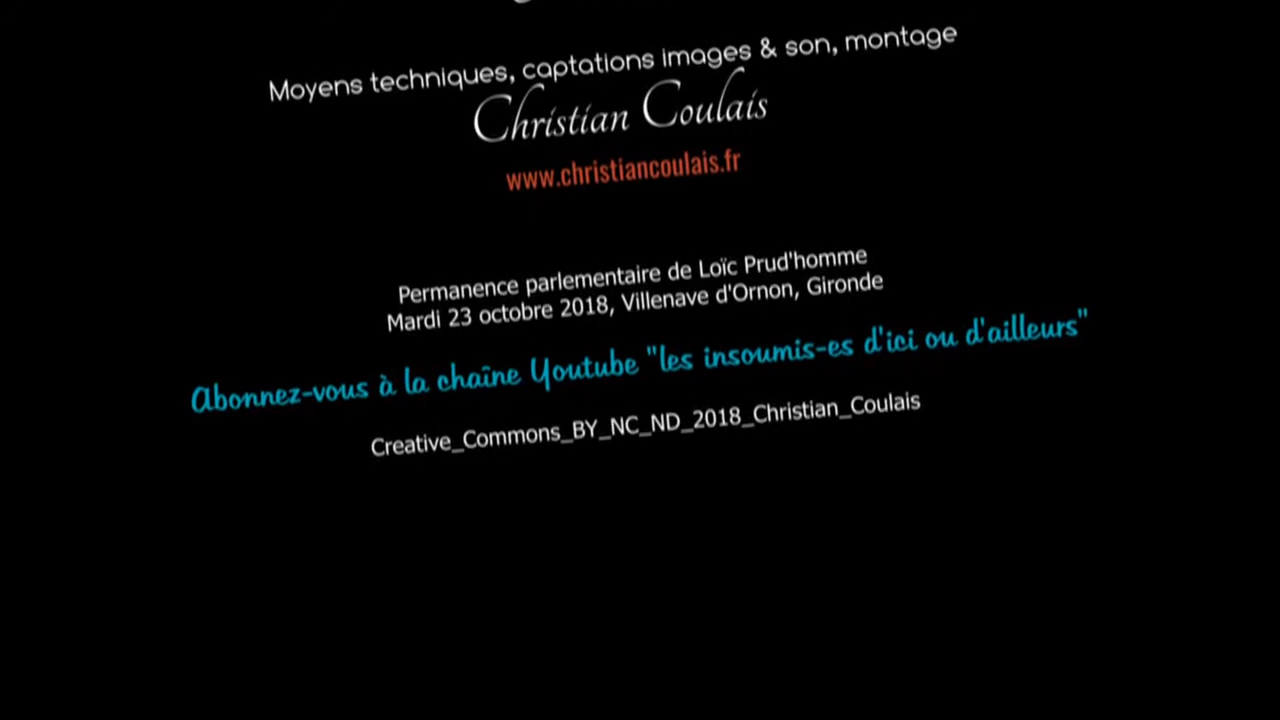 Moyens techniques, captations images & son, montage
Christian Coulais
www.christiancoulais.fr
Permanence parlementaire de Loïc Prud'homme
Mardi 23 octobre 2018, Villenave d'Ornon, Gironde
Abonnez-vous à la chaîne Youtube "les insoumis-es d'ici ou d'ailleurs"
Creative_Commons_BY_NC_ND_2018_Christian_Coulais